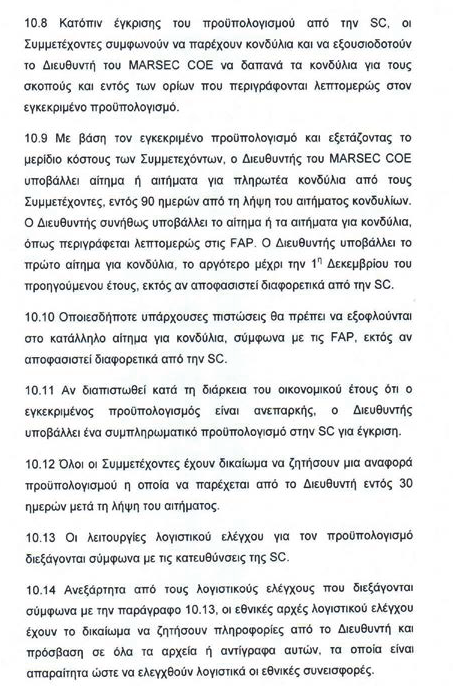 10.8 Κατόπιν έγκρισης του προϋπολογισμού από την SC, οι
Συμμετέχοντες συμφωνούν να παρέχουν κονδύλια και να εξουσιοδοτούν
το Διευθυντή του MARSEC COE να δαπανά τα κονδύλια για τους
σκοπούς και εντός των ορίων που περιγράφονται λεπτομερώς στον
εγκεκριμένο προϋπολογισμό.
10.9 Με βάση τον εγκεκριμένο προϋπολογισμό και εξετάζοντας το
μερίδιο κόστους των Συμμετεχόντων, ο Διευθυντής του MARSEC COE
υποβάλλει αίτημα ή αιτήματα για πληρωτέα κονδύλια από τους
Συμμετέχοντες, εντός 90 ημερών από τη λήψη του αιτήματος κονδυλίων.
Ο Διευθυντής συνήθως υποβάλλει το αίτημα ή τα αιτήματα για κονδύλια,
όπως περιγράφεται λεπτομερώς στις FAP. Ο Διευθυντής υποβάλλει το
πρώτο αίτημα για κονδύλια, το αργότερο μέχρι την 1η Δεκεμβρίου του
προηγούμενου έτους, εκτός αν αποφασιστεί διαφορετικά από την SC.
10.10 Οποιεσδήποτε υπάρχουσες πιστώσεις θα πρέπει να εξοφλούνται
στο κατάλληλο αίτημα για κονδύλια, σύμφωνα με τις FAP, εκτός αν
αποφασιστεί διαφορετικά από την SC.
10.11 Αν διαπιστωθεί κατά τη διάρκεια του οικονομικού έτους ότι ο
εγκεκριμένος προϋπολογισμός είναι ανεπαρκής, ο Διευθυντής
υποβάλλει ένα συμπληρωματικό προϋπολογισμό στην SC για έγκριση.
10.12 Όλοι οι Συμμετέχοντες έχουν δικαίωμα να ζητήσουν μια αναφορά
προϋπολογισμού η οποία να παρέχεται από το Διευθυντή εντός 30
ημερών μετά τη λήψη του αιτήματος.
10.13 Οι λειτουργίες λογιστικού ελέγχου για τον προϋπολογισμό
διεξάγονται σύμφωνα με τις κατευθύνσεις της SC.
10.14 Ανεξάρτητα από τους λογιστικούς ελέγχους που διεξάγονται
σύμφωνα με την παράγραφο 10.13, οι εθνικές αρχές λογιστικού ελέγχου
έχουν το δικαίωμα να ζητήσουν πληροφορίες από το Διευθυντή και
πρόσβαση σε όλα τα αρχεία ή αντίγραφα αυτών, τα οποία είναι
απαραίτητα ώστε να ελεγχθούν λογιστικά οι εθνικές συνεισφορές.